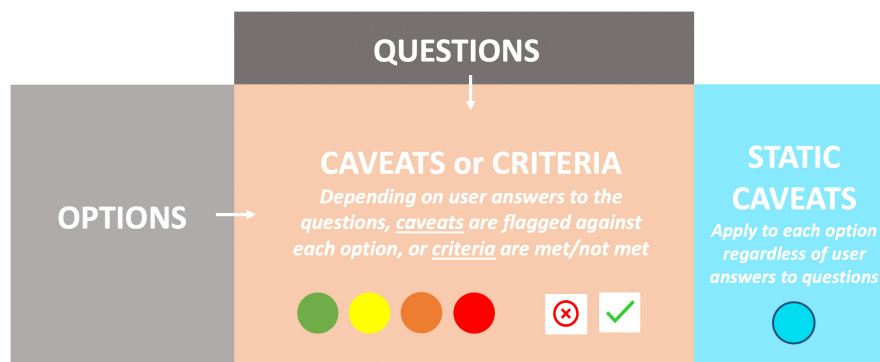 QUESTIONS
OPTIONS
CAVEATS or CRITERIA
Depending on user answers to the
questions, caveats are flagged against
each option, or criteria are met/not met
STATIC
CAVEATS
Apply to each option
regardless of user
answers to questions